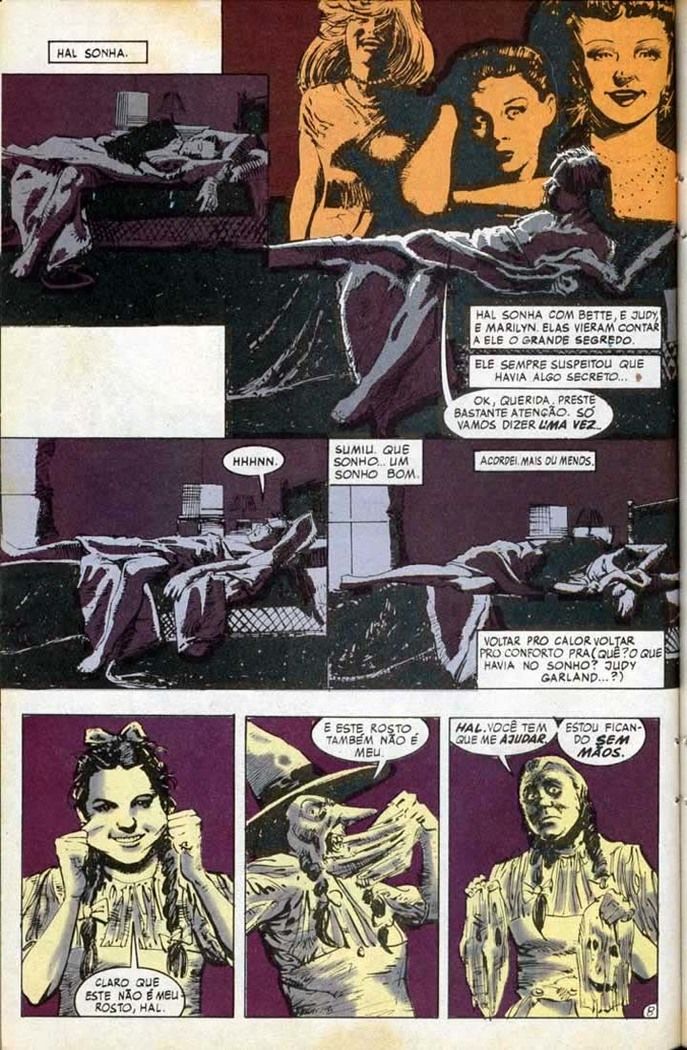 HAL SONHA.
HAL SONHA COM BETTE, E JUDY,
E MARILYN. ELAS VIERAM CONTAR
A ELE O GRANDE SEGREDO.
ELE SEMPRE SUSPEITOU QUE
HAVIA ALGO SECRETO...
OK, QUERIDA. PRESTE
BASTANTE ATENÇÃO. SÓ
VAMOS DIZER UMA VEZ..
HHHNN.
SUMIU. QUE
SONHO... UM
SONHO BOM.
ACORDEI. MAIS OU MENOS.
VOLTAR PRO CALOR VOLTAR
PRO CONFORTO PRA (QUÊ? O QUE
HAVIA NO SONHO? JUDY
GARLAND...?)
CLARO QUE
ESTE NÃO É MEU
ROSTO, HAL.
E ESTE ROSTO
TAMBÉM NÃO É
MEU.
HAL. VOCÊ TEM
QUE ME AJUDAR.
ESTOU FICAN-
DO SEM
MÃOS.
8